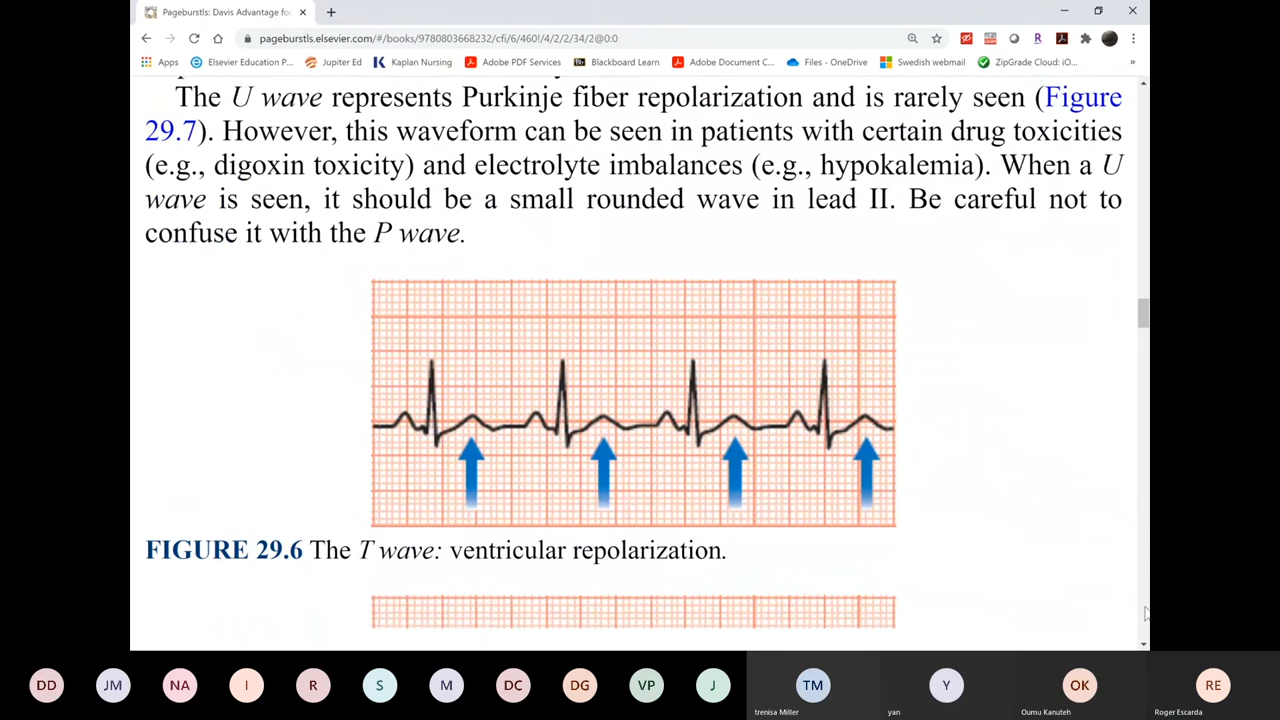 Pageburstls: Davis Advantage for
pageburstls.elsevier.com/#/books/9780803668232/cfi/6/460!/4/2/2/34/2@0:0
Apps Elsevier Education P... Jupiter Ed Kaplan Nursing Adobe PDF Services Blackboard Learn Adobe Document C... Files - OneDrive Swedish webmail ZipGrade Cloud: iO... »
The U wave represents Purkinje fiber repolarization and is rarely seen (Figure
29.7). However, this waveform can be seen in patients with certain drug toxicities
(e.g., digoxin toxicity) and electrolyte imbalances (e.g., hypokalemia). When a U
wave is seen, it should be a small rounded wave in lead II. Be careful not to
confuse it with the P wave.
FIGURE 29.6 The T wave: ventricular repolarization.
DD JM NA I R S M DC DG VP J TM Y OK RE
trenisa Miller yan Oumu Kanuteh Roger Escarda